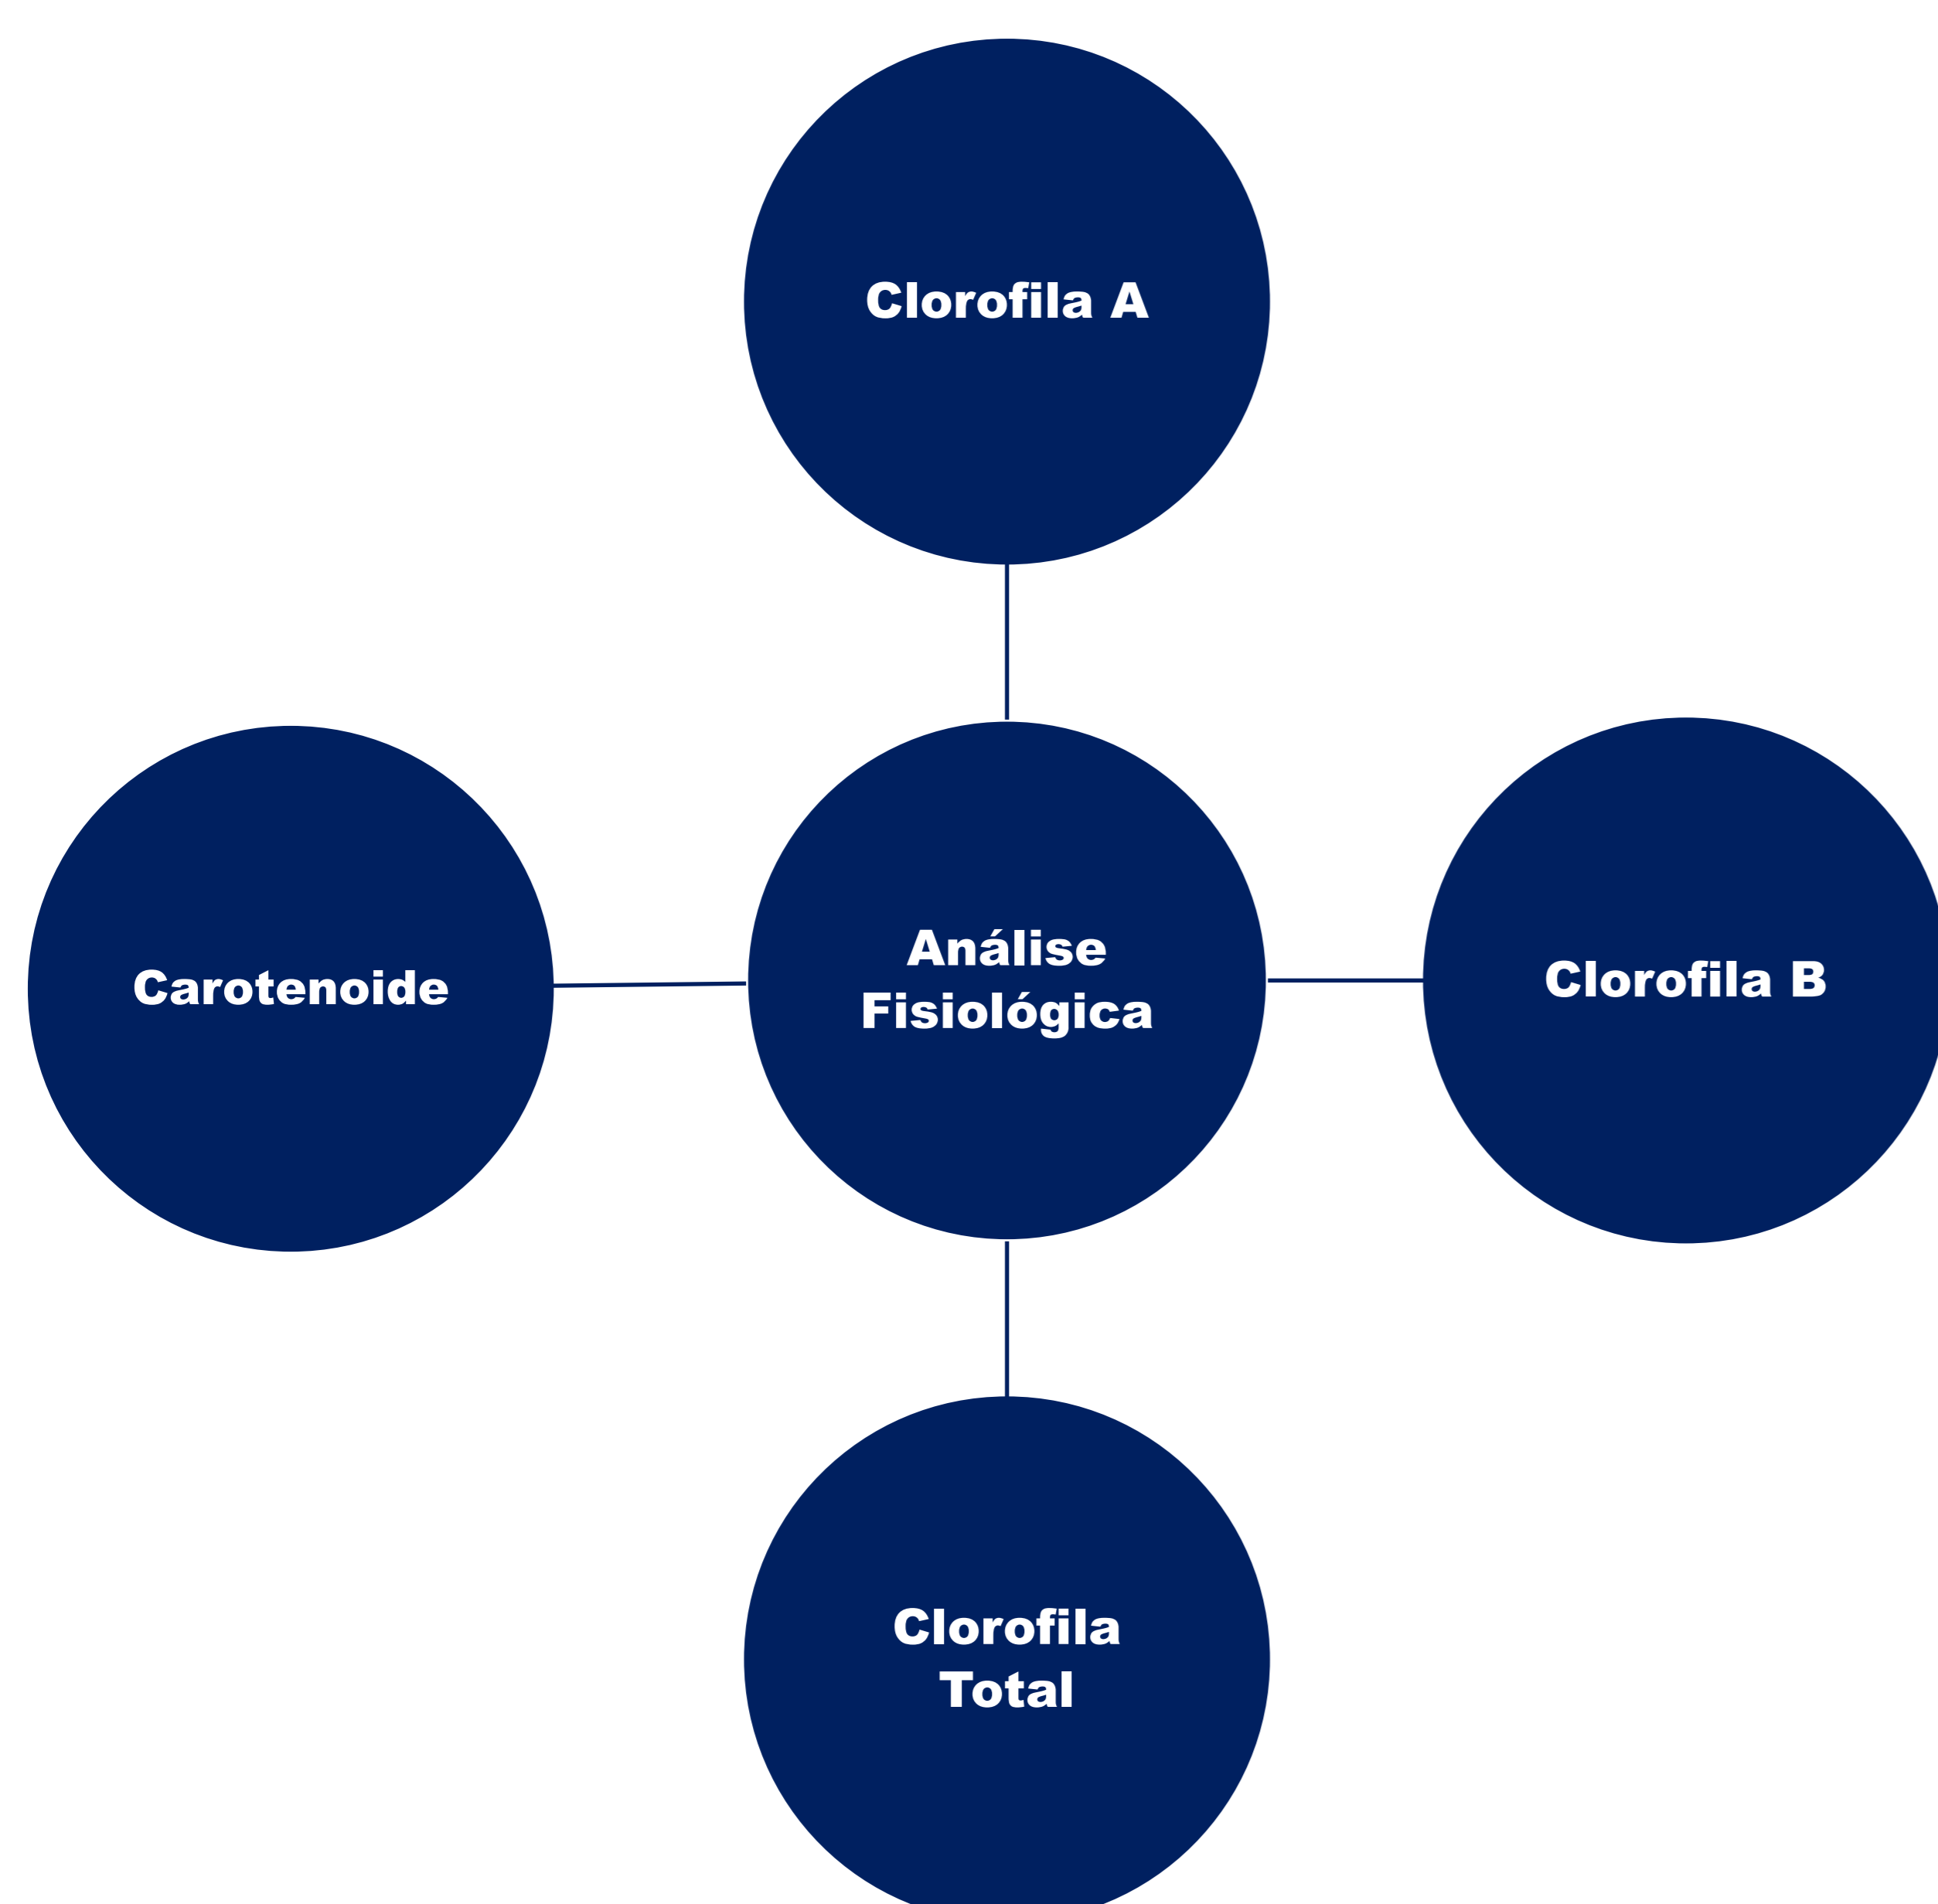 Clorofila A
Carotenoide
Análise
Fisiológica
Clorofila B
Clorofila
Total